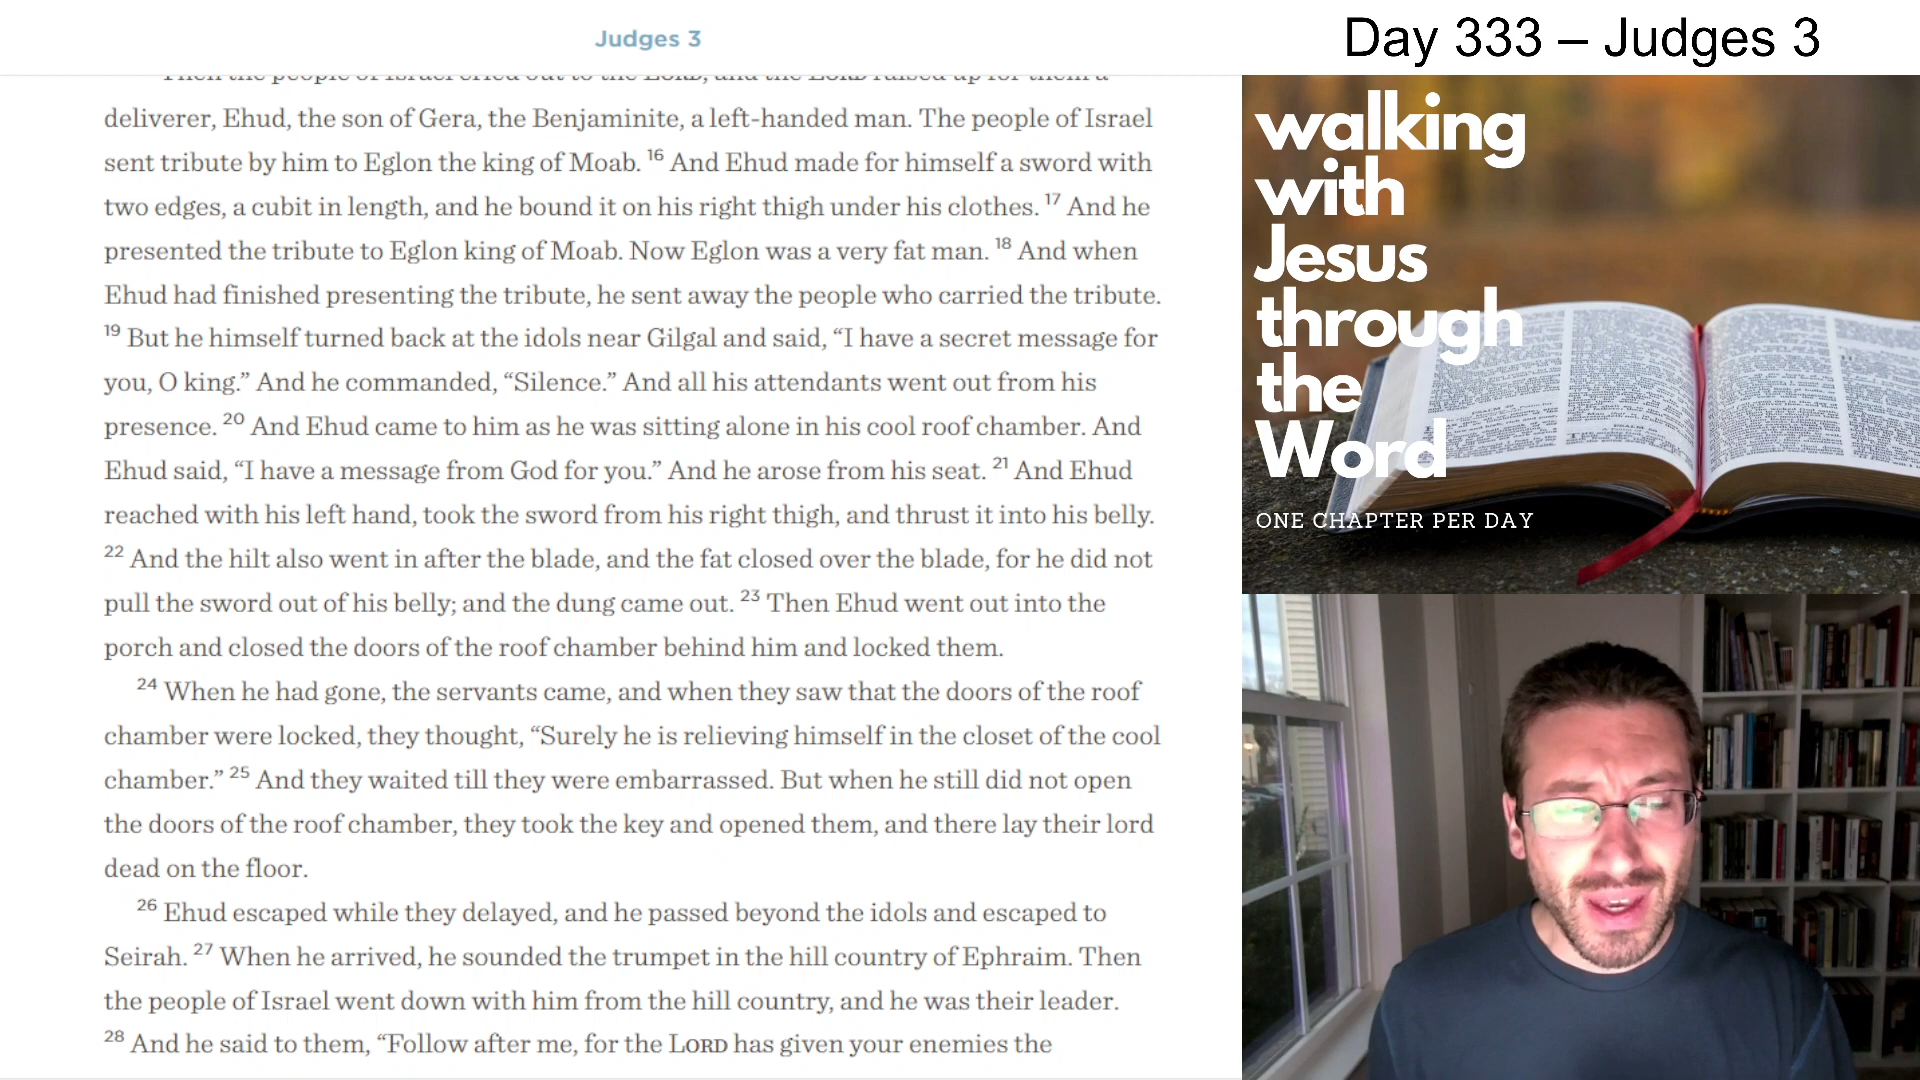 Judges 3
Day 333 – Judges 3
Then the people of Israel cried out to the LORD, and the LORD raised up for them a
deliverer, Ehud, the son of Gera, the Benjaminite, a left-handed man. The people of Israel
sent tribute by him to Eglon the king of Moab. 16 And Ehud made for himself a sword with
two edges, a cubit in length, and he bound it on his right thigh under his clothes. 17 And he
presented the tribute to Eglon king of Moab. Now Eglon was a very fat man. 18 And when
Ehud had finished presenting the tribute, he sent away the people who carried the tribute.
19 But he himself turned back at the idols near Gilgal and said, “I have a secret message for
you, O king.” And he commanded, “Silence.” And all his attendants went out from his
presence. 20 And Ehud came to him as he was sitting alone in his cool roof chamber. And
Ehud said, “I have a message from God for you.” And he arose from his seat. 21 And Ehud
reached with his left hand, took the sword from his right thigh, and thrust it into his belly.
22 And the hilt also went in after the blade, and the fat closed over the blade, for he did not
pull the sword out of his belly; and the dung came out. 23 Then Ehud went out into the
porch and closed the doors of the roof chamber behind him and locked them.
24 When he had gone, the servants came, and when they saw that the doors of the roof
chamber were locked, they thought, “Surely he is relieving himself in the closet of the cool
chamber.” 25 And they waited till they were embarrassed. But when he still did not open
the doors of the roof chamber, they took the key and opened them, and there lay their lord
dead on the floor.
26 Ehud escaped while they delayed, and he passed beyond the idols and escaped to
Seirah. 27 When he arrived, he sounded the trumpet in the hill country of Ephraim. Then
the people of Israel went down with him from the hill country, and he was their leader.
28 And he said to them, “Follow after me, for the LORD has given your enemies the
walking
with
Jesus
through
the
Word
ONE CHAPTER PER DAY